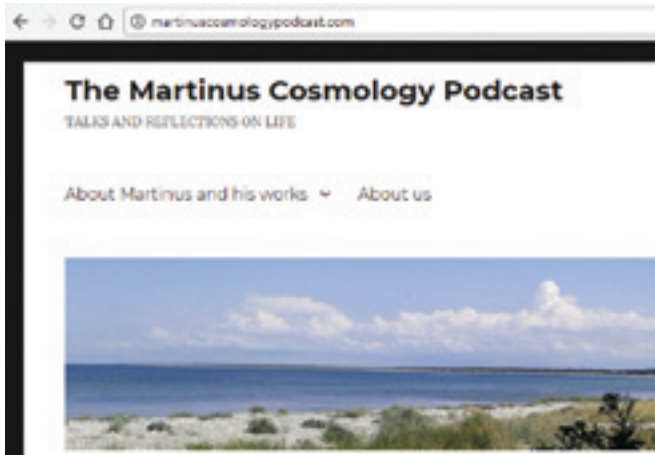 martinuscosmologypodcast.com
The Martinus Cosmology Podcast
TALKS AND REFLECTIONS ON LIFE
About Martinus and his works About us